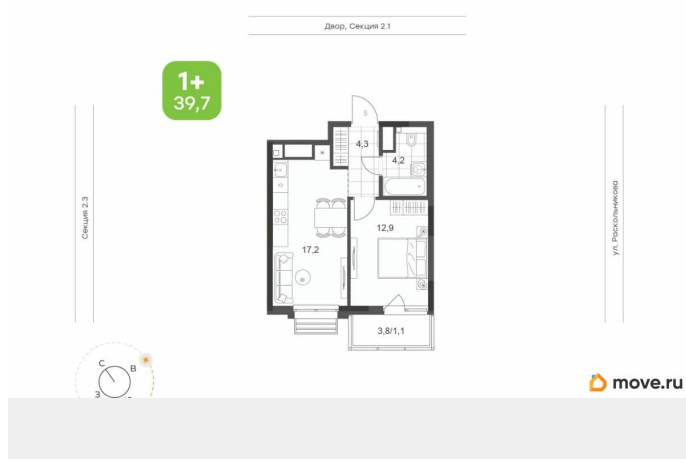 Двор, Секция 2.1
1+
39,7
Секция 2.3
ул. Раскольникова
4,3
4,2
12,9
17,2
3,8/1,1
С
В
З
move.ru